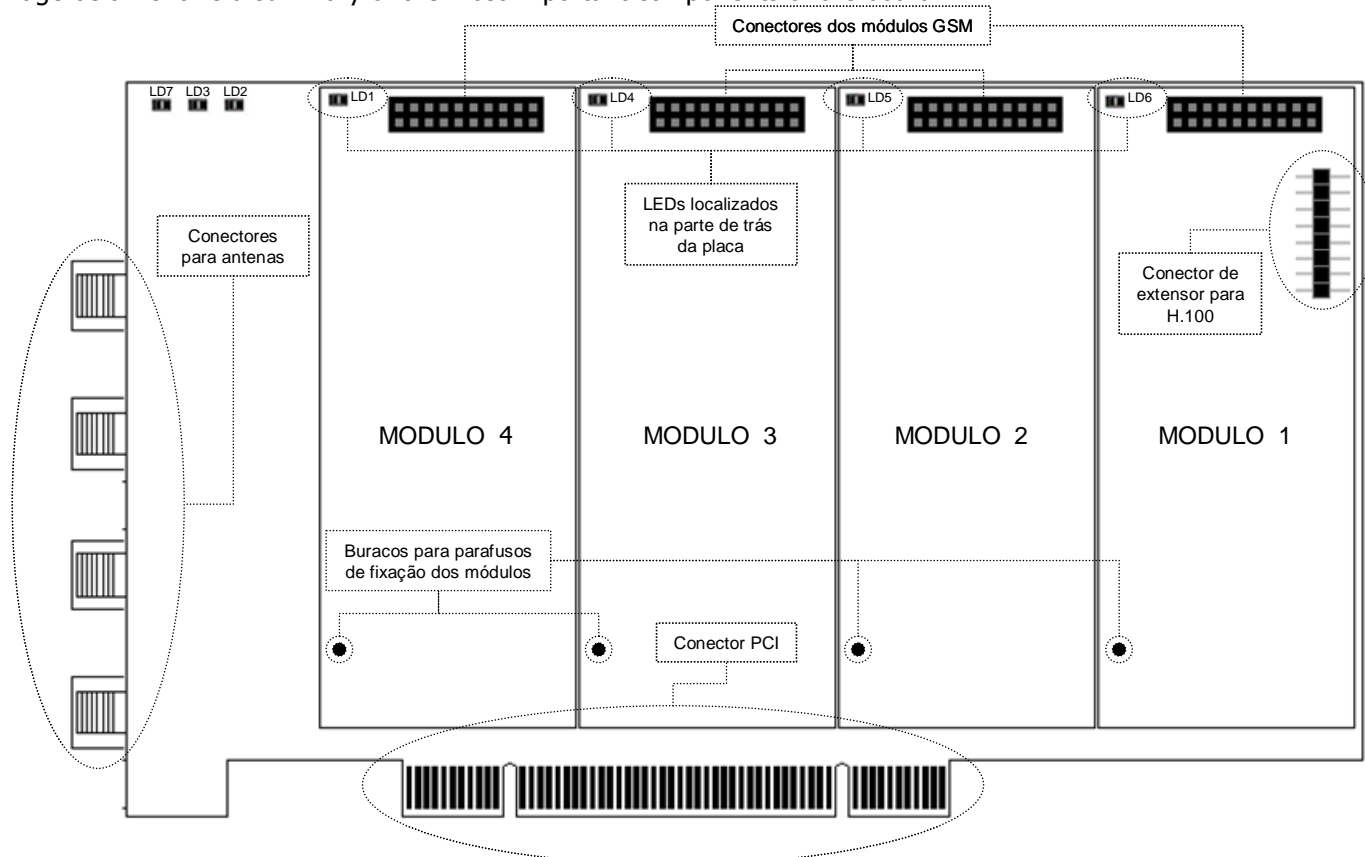 Conectores dos módulos GSM
LD7
LD3
LD2
LD1
LD4
LD5
LD6
LEDs localizados
na parte de trás
da placa
Conectores
para antenas
Conector de
extensor para
H.100
MODULO 4
MODULO 3
MODULO 2
MODULO 1
Buracos para parafusos
de fixação dos módulos
Conector PCI